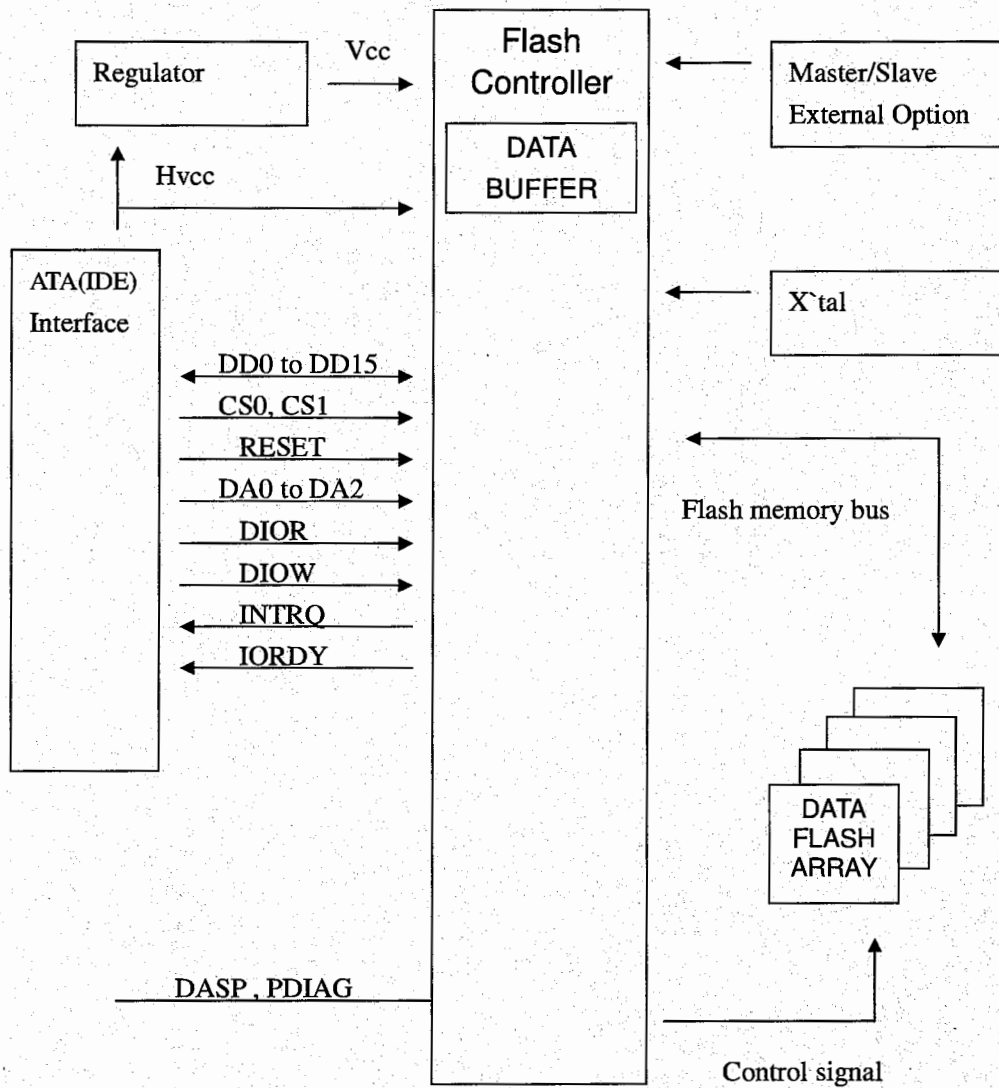 Regulator
Vcc
Flash
Controller
Master/Slave
External Option
DATA
BUFFER
Hvcc
ATA(IDE)
Interface
X`tal
DD0 to DD15
CS0, CS1
RESET
DA0 to DA2
DIOR
DIOW
INTRQ
IORDY
Flash memory bus
DATA
FLASH
ARRAY
DASP , PDIAG
Control signal